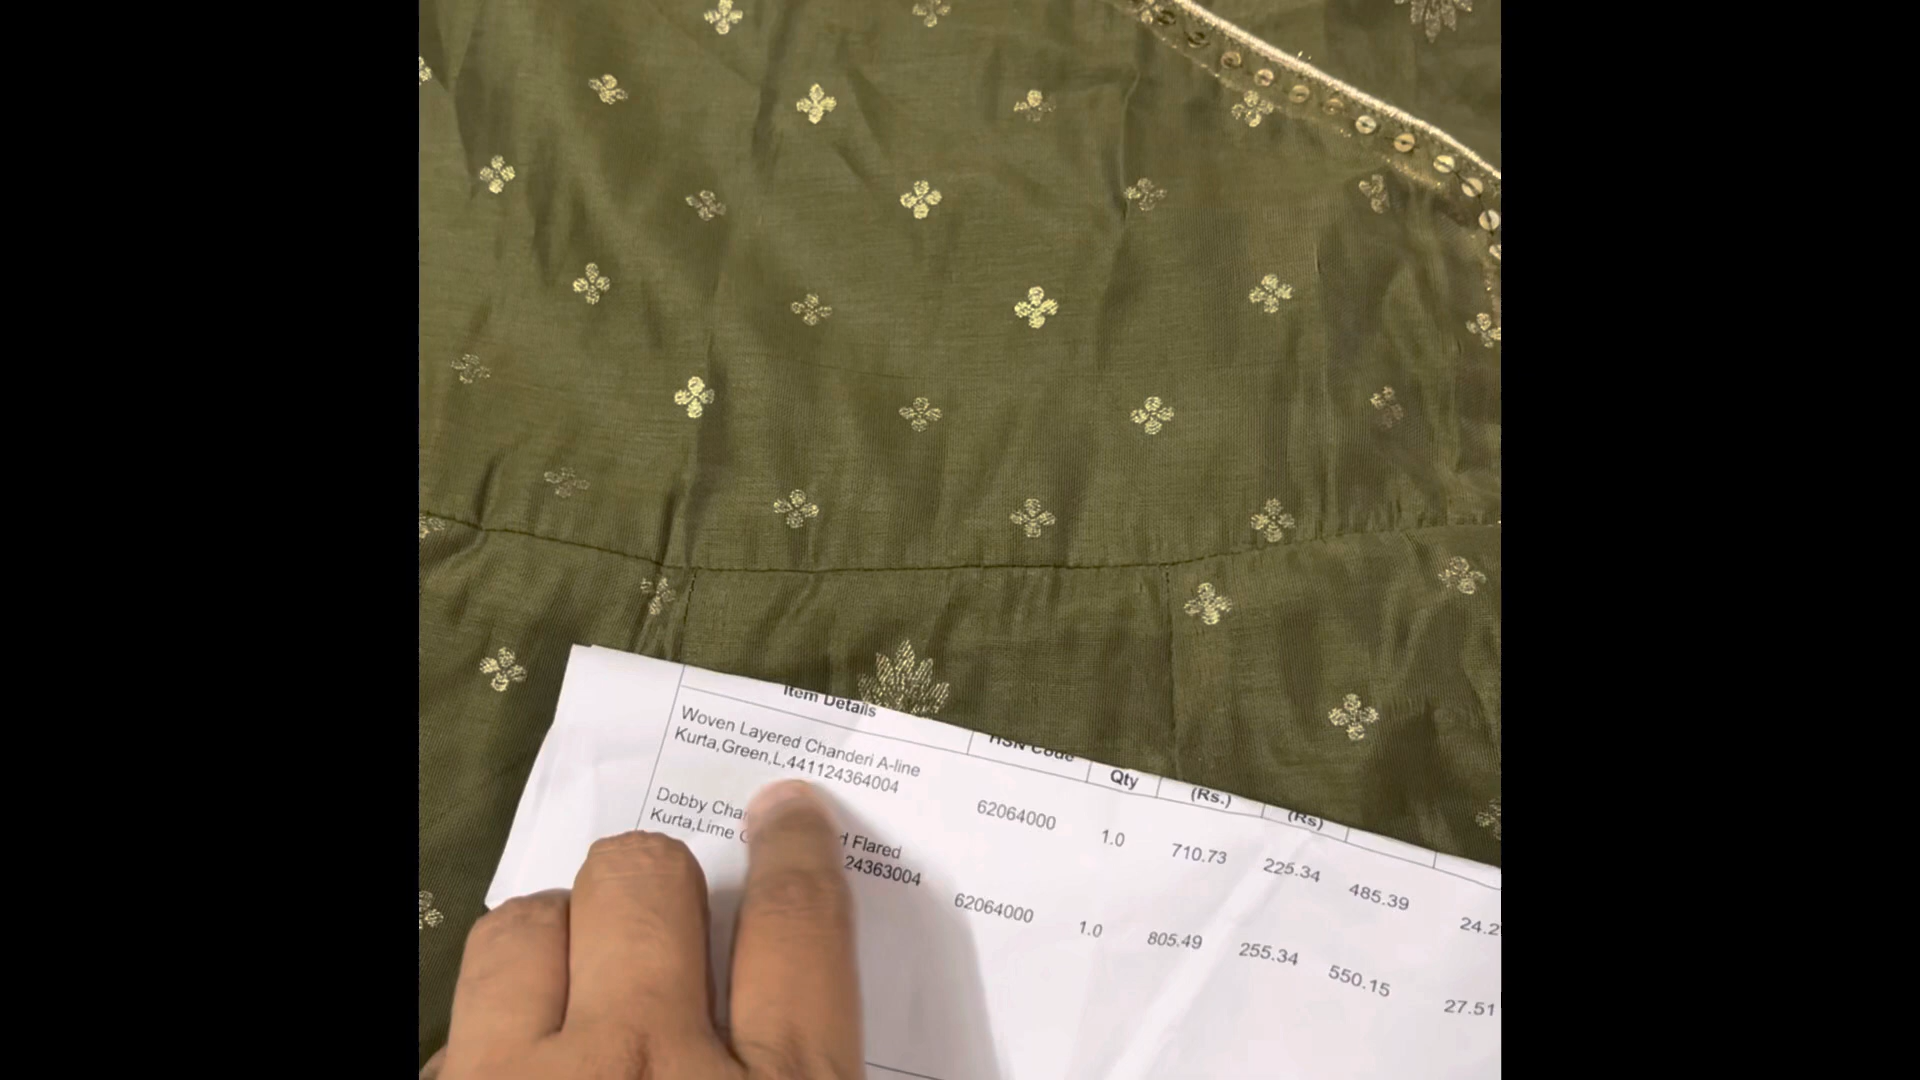 Item Details
HSN Code
Qty
(Rs.)
(Rs)
Woven Layered Chanderi A-line
Kurta,Green,L,441124364004
62064000
1.0
710.73
225.34
485.39
24.2
Dobby Cha
d Flared
Kurta,Lime
24363004
62064000
1.0
805.49
255.34
550.15
27.51